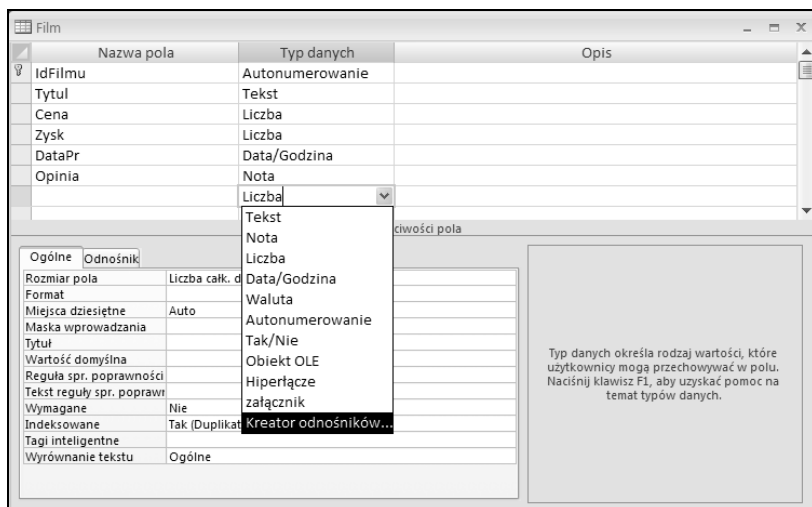 Film
Nazwa pola Typ danych Opis
IdFilmu Autonumerowanie
Tytul Tekst
Cena Liczba
Zysk Liczba
DataPr Data/Godzina
Opinia Nota
Liczba
ciwości pola
Tekst
Nota
Liczba
Data/Godzina
Waluta
Autonumerowanie
Tak/Nie
Obiekt OLE
Hiperłącze
załącznik
Kreator odnośników...
Ogólne Odnośnik
Rozmiar pola Liczba całk. d
Format
Miejsca dziesiętne Auto
Maska wprowadzania
Tytuł
Wartość domyślna
Reguła spr. poprawności
Tekst reguły spr. poprawr
Wymagane Nie
Indeksowane Tak (Duplikat
Tagi inteligentne
Wyrównanie tekstu Ogólne
Typ danych określa rodzaj wartości, które
użytkownicy mogą przechowywać w polu.
Naciśnij klawisz F1, aby uzyskać pomoc na
temat typów danych.